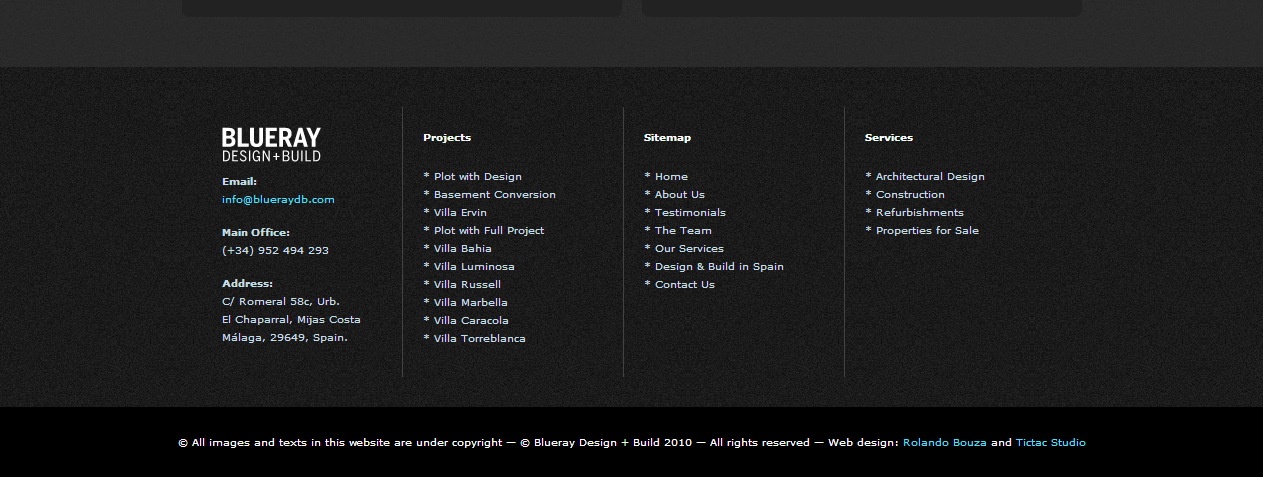 BLUERAY
DESIGN+BUILD
Email:
info@blueraydb.com
Main Office:
(+34) 952 494 293
Address:
C/ Romeral 58c, Urb.
El Chaparral, Mijas Costa
Málaga, 29649, Spain.
Projects
* Plot with Design
* Basement Conversion
* Villa Ervin
* Plot with Full Project
* Villa Bahia
* Villa Luminosa
* Villa Russell
* Villa Marbella
* Villa Caracola
* Villa Torreblanca
Sitemap
* Home
* About Us
* Testimonials
* The Team
* Our Services
* Design & Build in Spain
* Contact Us
Services
* Architectural Design
* Construction
* Refurbishments
* Properties for Sale
© All images and texts in this website are under copyright — © Blueray Design + Build 2010 — All rights reserved — Web design: Rolando Bouza and Tictac Studio